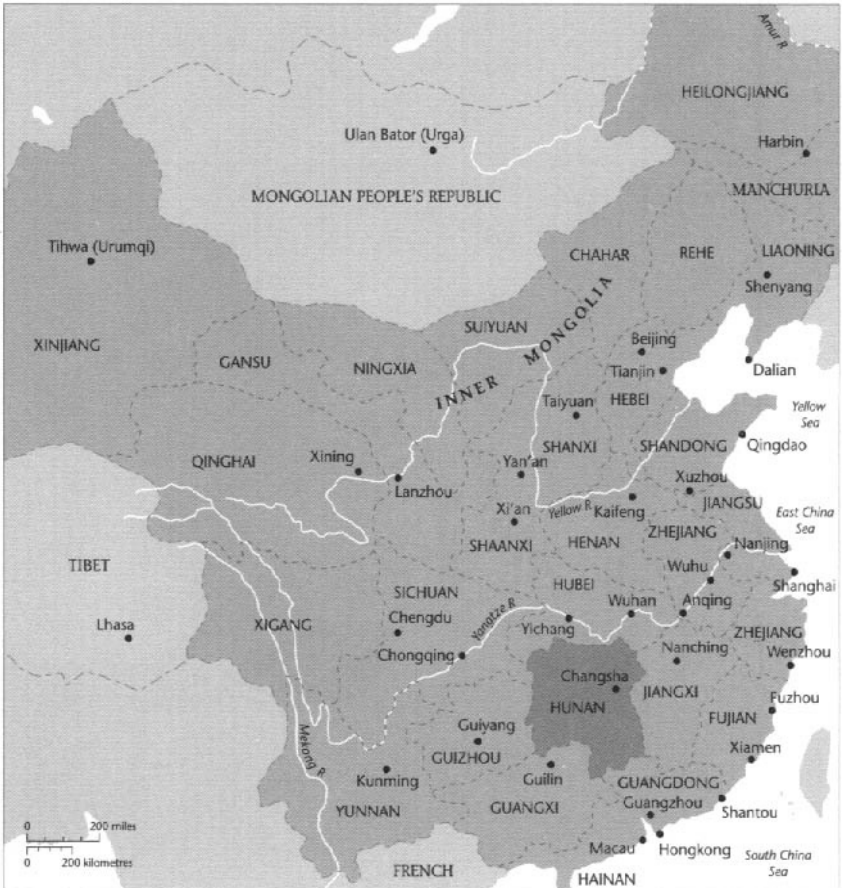 Amur R
HEILONGJIANG
Ulan Bator (Urga)
Harbin
MONGOLIAN PEOPLE'S REPUBLIC
MANCHURIA
Tihwa (Urumqi)
CHAHAR
REHE
LIAONING
Shenyang
SUIYUAN
INNER MONGOLIA
XINJIANG
GANSU
NINGXIA
Beijing
Tianjin
Dalian
Taiyuan
HEBEI
Yellow
Sea
SHANXI
SHANDONG
Qingdao
QINGHAI
Xining
Lanzhou
Yan'an
Xuzhou
JIANGSU
Xi'an
Yellow R
Kaifeng
East China
Sea
SHAANXI
HENAN
ZHEJIANG
Nanjing
TIBET
Wuhu
Shanghai
SICHUAN
HUBEI
Lhasa
XIGANG
Chengdu
Yangtze R
Wuhan
Anqing
Yichang
ZHEJIANG
Chongqing
Nanching
Wenzhou
Changsha
JIANGXI
HUNAN
Fuzhou
FUJIAN
Guiyang
GUIZHOU
Xiamen
Mekong R
Kunming
Guilin
GUANGDONG
YUNNAN
GUANGXI
Guangzhou
Shantou
0 200 miles
0 200 kilometres
Macau
Hongkong
South China
Sea
FRENCH
HAINAN